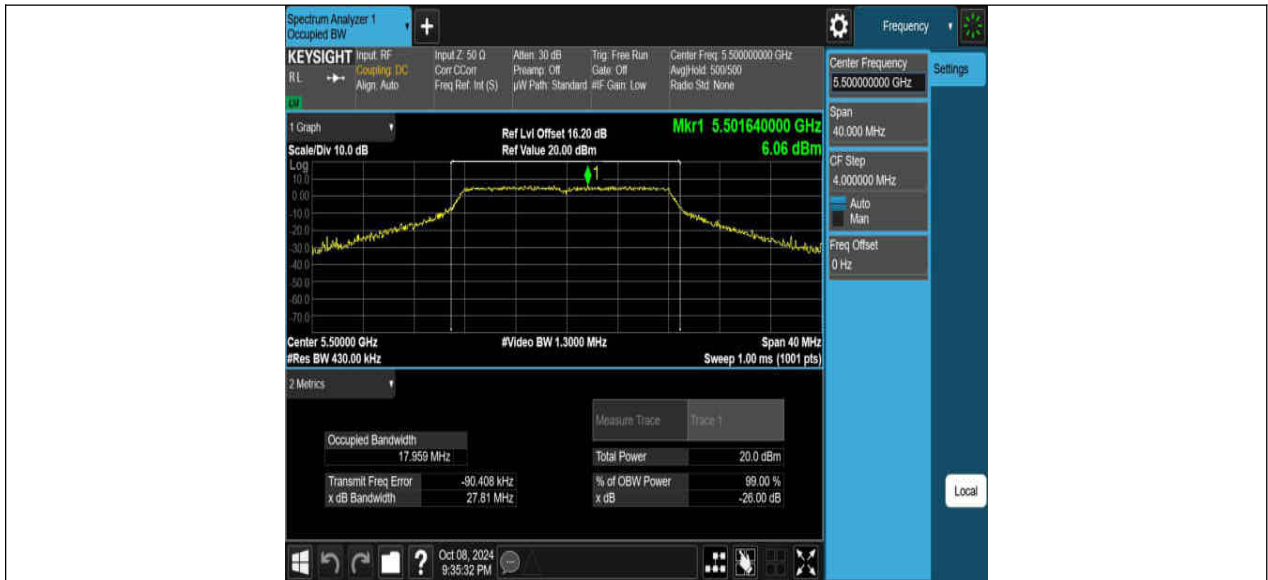 Spectrum Analyzer 1
Occupied BW
+
Frequency
KEYSIGHT
RL
LM
Input: RF
Coupling: DC
Align: Auto
Input Z: 50 Ω
Corr CCorr
Freq Ref: Int (S)
Atten: 30 dB
Preamp: Off
µW Path: Standard
Trig: Free Run
Gate: Off
#IF Gain: Low
Center Freq: 5.500000000 GHz
Avg|Hold: 500/500
Radio Std: None
Center Frequency
5.500000000 GHz
Settings
Span
40.000 MHz
CF Step
4.000000 MHz
Auto
Man
Freq Offset
0 Hz
1 Graph
Scale/Div 10.0 dB
Ref Lvl Offset 16.20 dB
Ref Value 20.00 dBm
Mkr1 5.501640000 GHz
6.06 dBm
Log
10.0
0.00
-10.0
-20.0
-30.0
-40.0
-50.0
-60.0
-70.0
1
Center 5.50000 GHz
#Res BW 430.00 kHz
#Video BW 1.3000 MHz
Span 40 MHz
Sweep 1.00 ms (1001 pts)
2 Metrics
Measure Trace Trace 1
Occupied Bandwidth
17.959 MHz
Total Power 20.0 dBm
Transmit Freq Error -90.408 kHz
% of OBW Power 99.00 %
x dB Bandwidth 27.81 MHz
x dB -26.00 dB
Local
?
Oct 08, 2024
9:35:32 PM